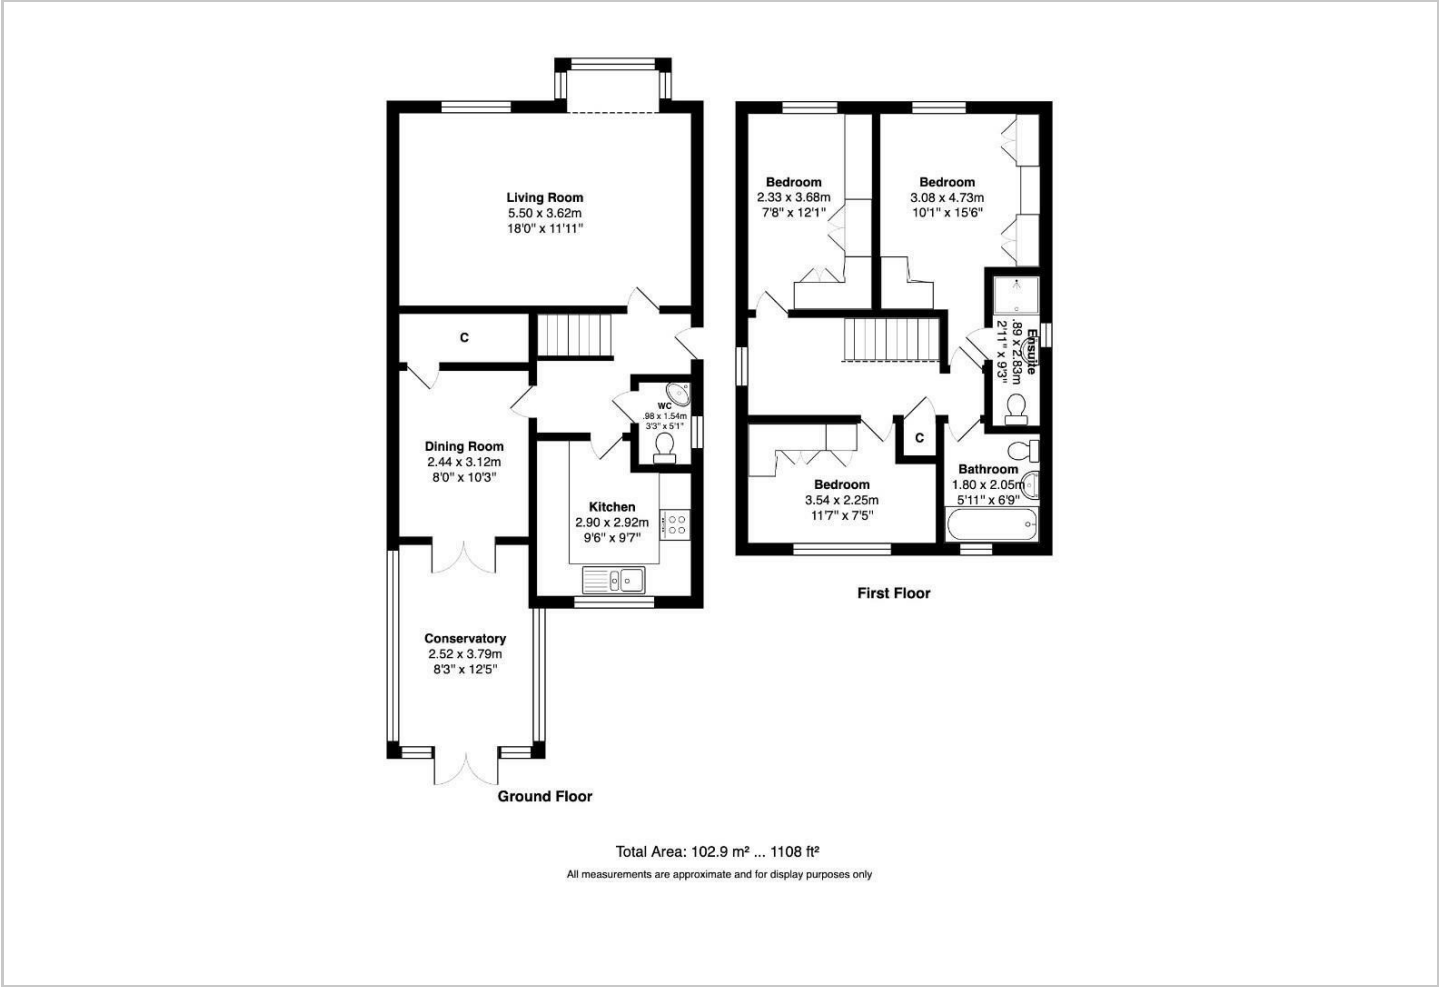 Living Room
5.50 x 3.62m
18'0" x 11'11"
C
WC
.98 x 1.54m
3'3" x 5'1"
Dining Room
2.44 x 3.12m
8'0" x 10'3"
Kitchen
2.90 x 2.92m
9'6" x 9'7"
Conservatory
2.52 x 3.79m
8'3" x 12'5"
Ground Floor
Bedroom
2.33 x 3.68m
7'8" x 12'1"
Bedroom
3.08 x 4.73m
10'1" x 15'6"
Ensuite
.89 x 2.83m
2'11" x 9'3"
C
Bedroom
3.54 x 2.25m
11'7" x 7'5"
Bathroom
1.80 x 2.05m
5'11" x 6'9"
First Floor
Total Area: 102.9 m² ... 1108 ft²
All measurements are approximate and for display purposes only